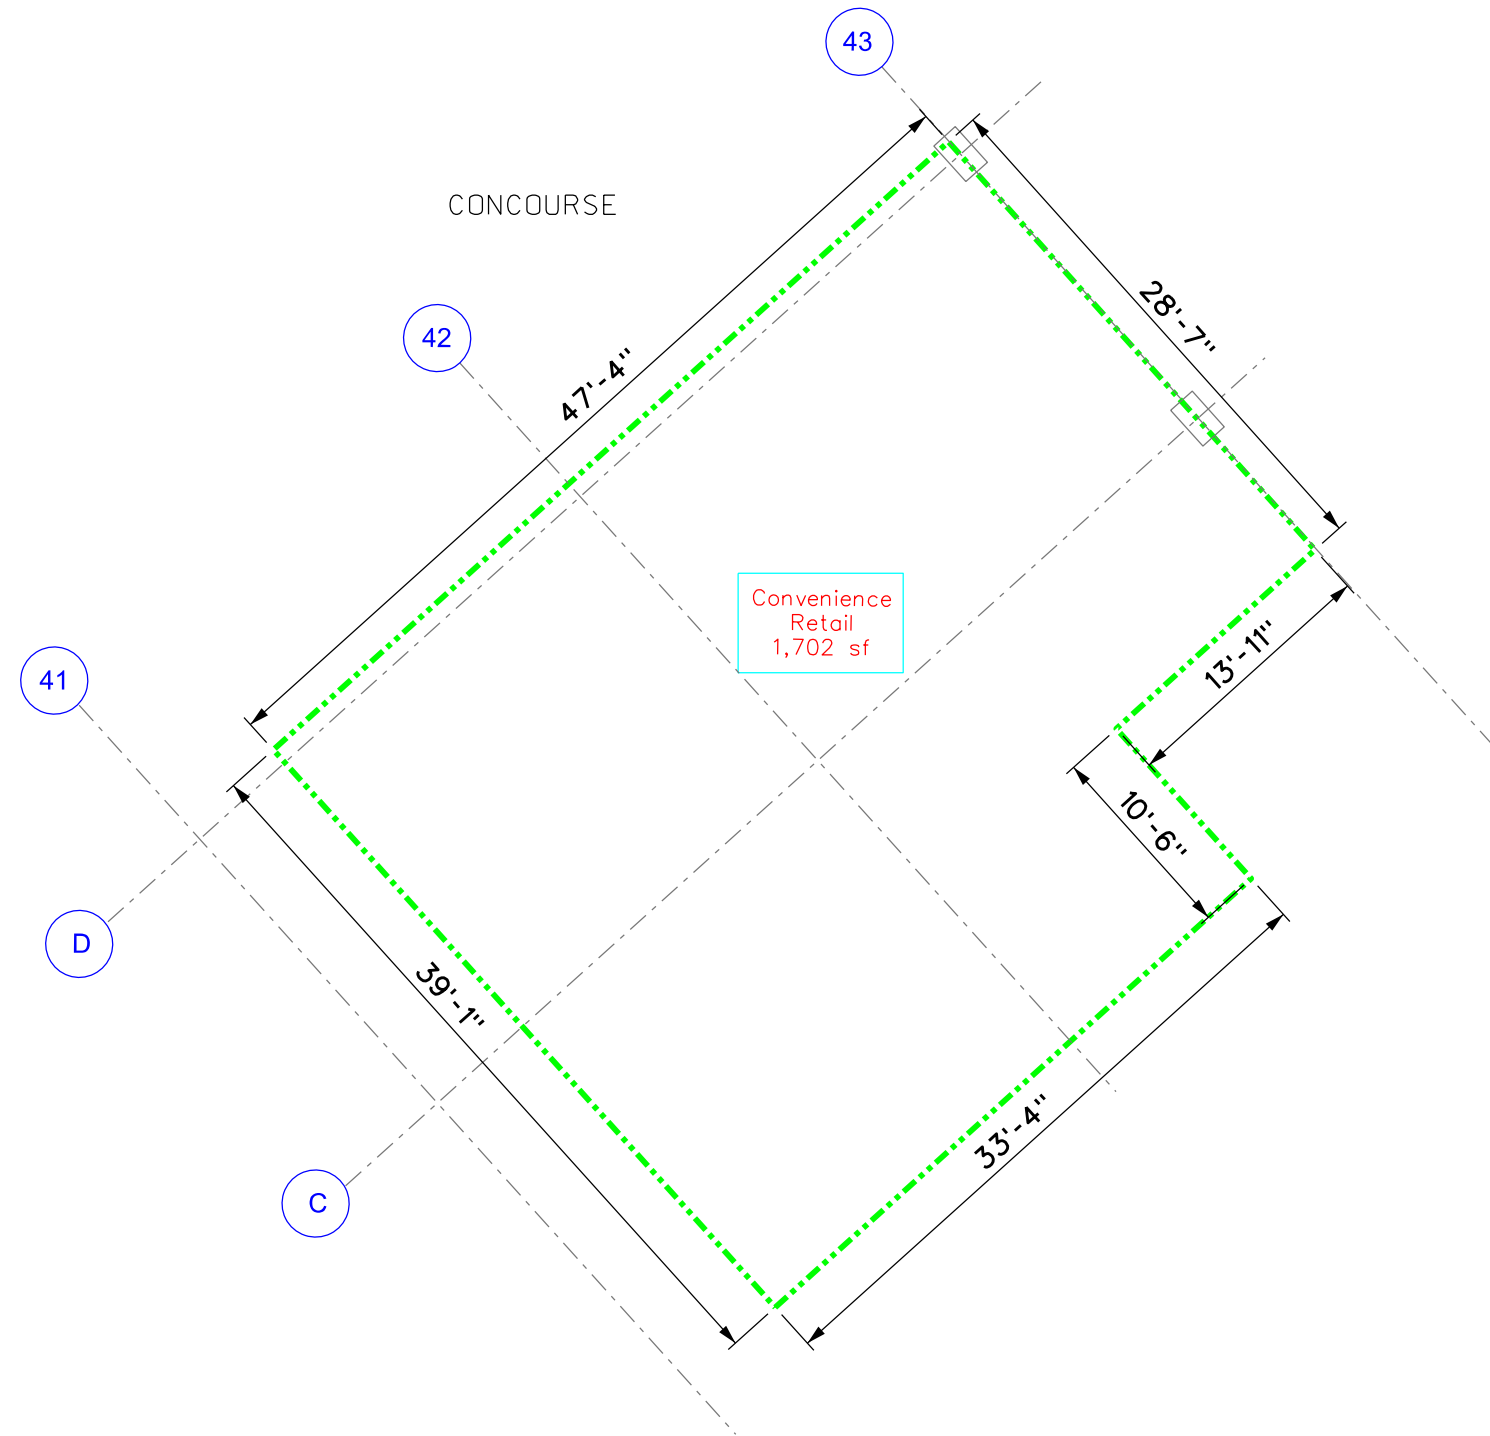 43
CONCOURSE
28'-7"
42
47'-4"
Convenience
Retail
1,702 sf
41
13'-11"
10'-6"
D
39'-1"
33'-4"
C